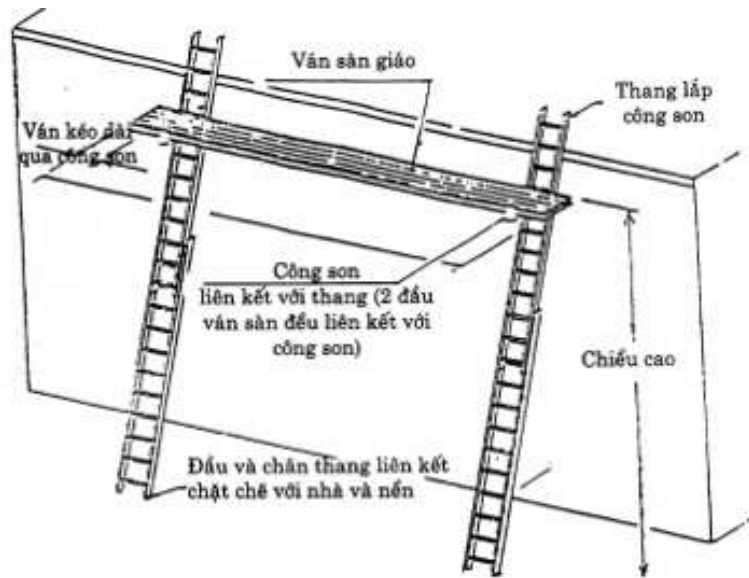 Ván sàn giáo
Thang lắp
công son
Ván kéo dài
qua công son
Công son
liên kết với thang (2 đầu
ván sàn đều liên kết với
công son)
Chiều cao
Đầu và chân thang liên kết
chặt chẽ với nhà và nền